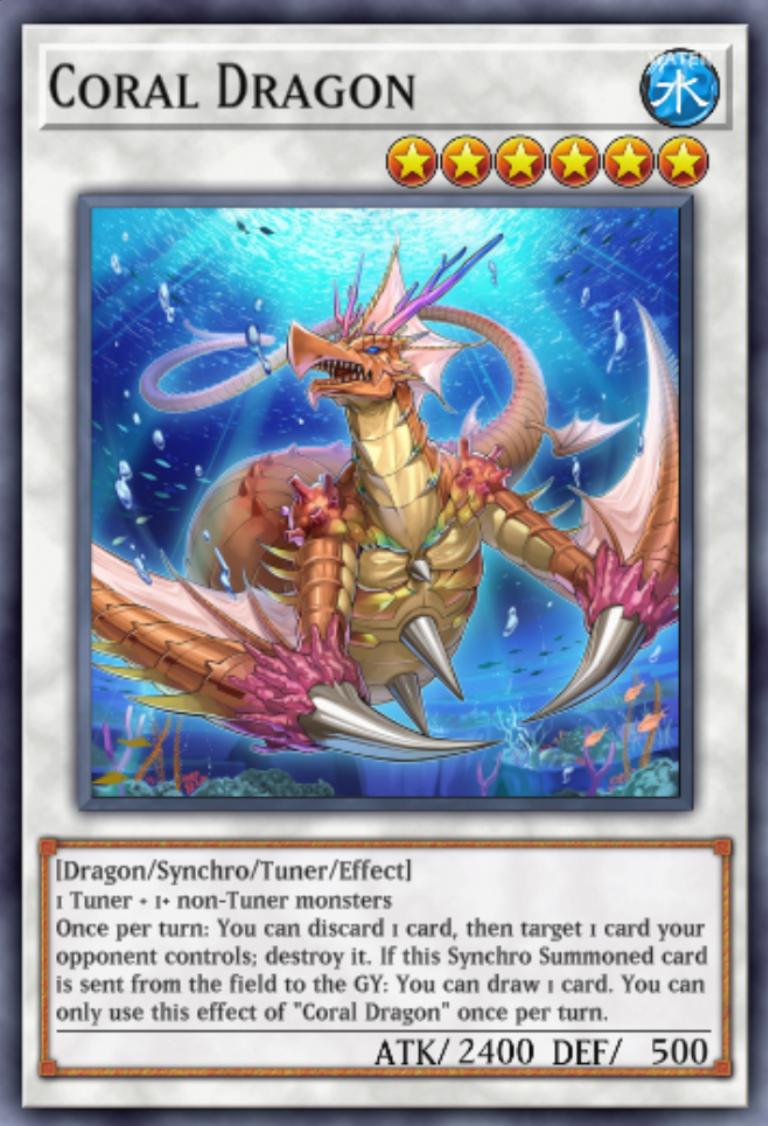 CORAL DRAGON
WATER
水
[Dragon/Synchro/Tuner/Effect]
1 Tuner + 1+ non-Tuner monsters
Once per turn: You can discard 1 card, then target 1 card your
opponent controls; destroy it. If this Synchro Summoned card
is sent from the field to the GY: You can draw 1 card. You can
only use this effect of "Coral Dragon" once per turn.
ATK/ 2400 DEF/ 500